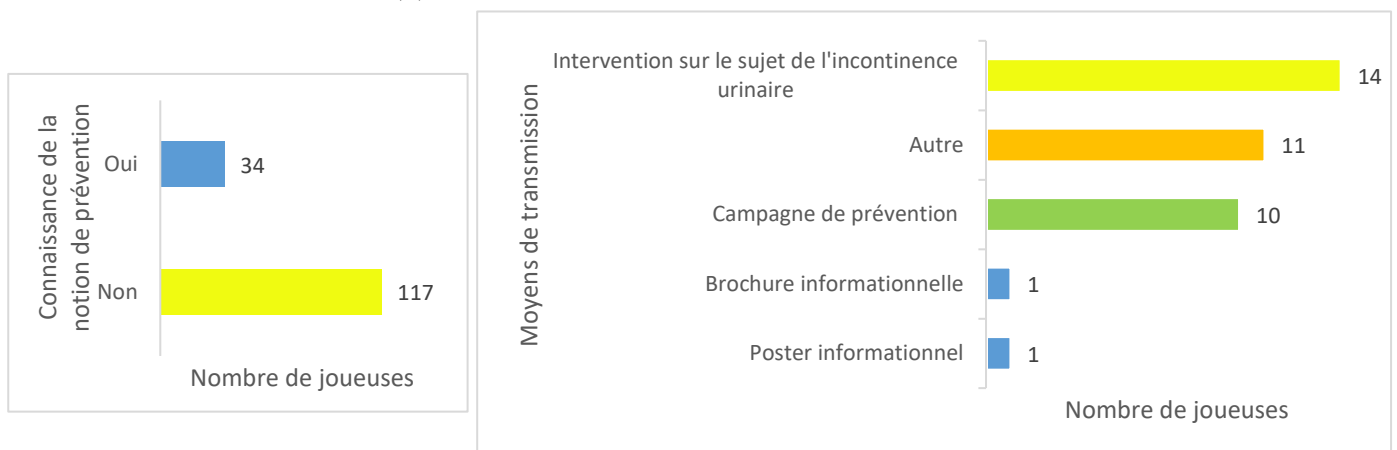 Connaissance de la
notion de prévention
Oui
34
Non
117
Nombre de joueuses
Moyens de transmission
Intervention sur le sujet de l'incontinence
urinaire
14
Autre
11
Campagne de prévention
10
Brochure informationnelle
1
Poster informationnel
1
Nombre de joueuses